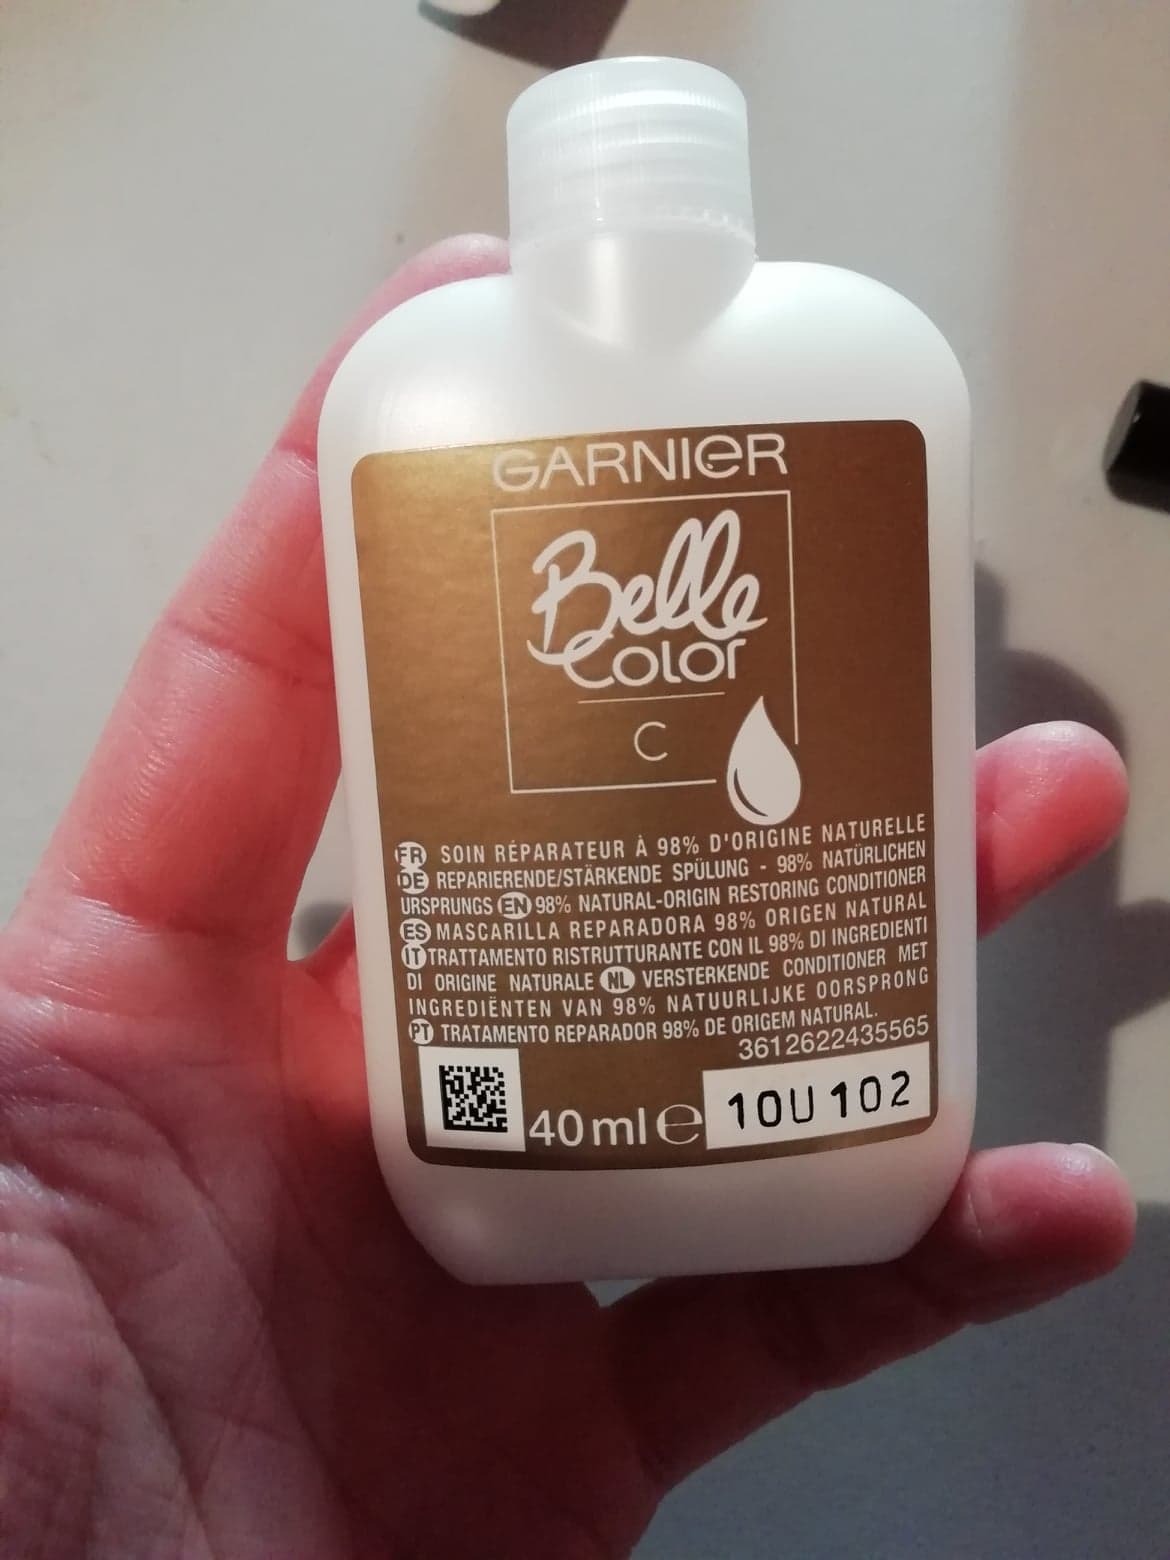 GARNIER
Belle
Color
C
FR SOIN RÉPARATEUR À 98% D'ORIGINE NATURELLE
DE REPARIERENDE/STÄRKENDE SPÜLUNG - 98% NATÜRLICHEN
URSPRUNGS EN 98% NATURAL-ORIGIN RESTORING CONDITIONER
ES MASCARILLA REPARADORA 98% ORIGEN NATURAL
IT TRATTAMENTO RISTRUTTURANTE CON IL 98% DI INGREDIENTI
DI ORIGINE NATURALE NL VERSTERKENDE CONDITIONER MET
INGREDIËNTEN VAN 98% NATUURLIJKE OORSPRONG
PT TRATAMENTO REPARADOR 98% DE ORIGEM NATURAL.
3612622435565
40 ml e 10U102